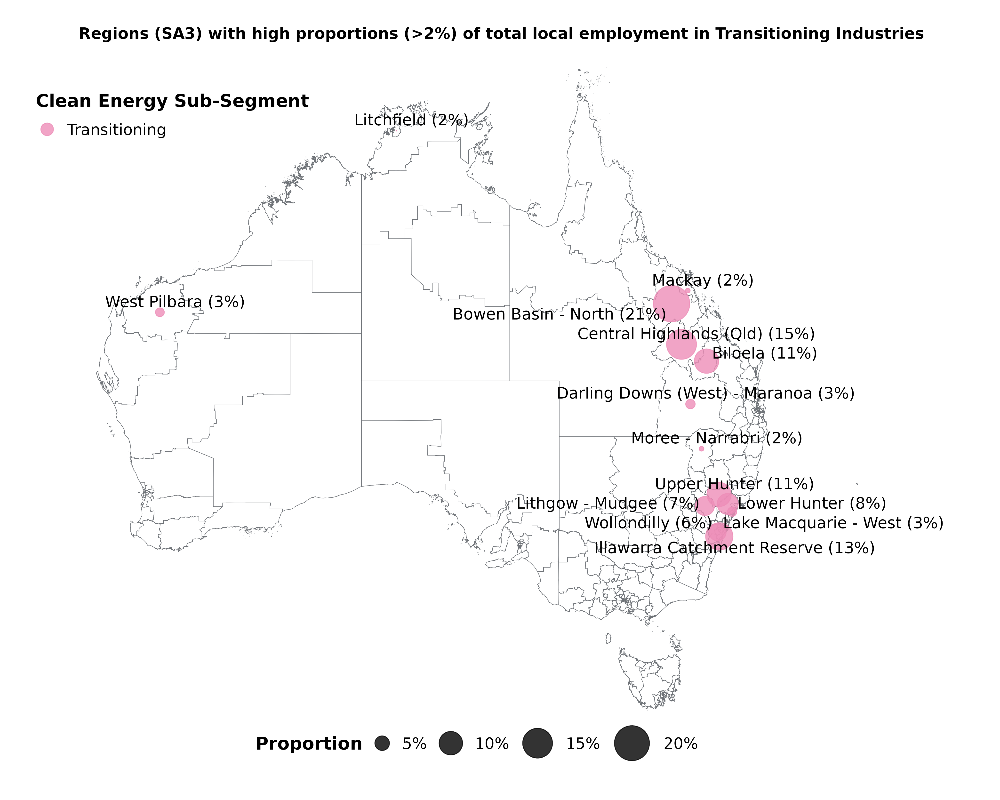 Regions (SA3) with high proportions (>2%) of total local employment in Transitioning Industries
Clean Energy Sub-Segment
Transitioning
Litchfield (2%)
Mackay (2%)
West Pilbara (3%)
Bowen Basin - North (21%)
Central Highlands (Qld) (15%)
Biloela (11%)
Darling Downs (West) - Maranoa (3%)
Moree - Narrabri (2%)
Upper Hunter (11%)
Lithgow - Mudgee (7%)
Lower Hunter (8%)
Wollondilly (6%)
Lake Macquarie - West (3%)
Illawarra Catchment Reserve (13%)
Proportion 5% 10% 15% 20%